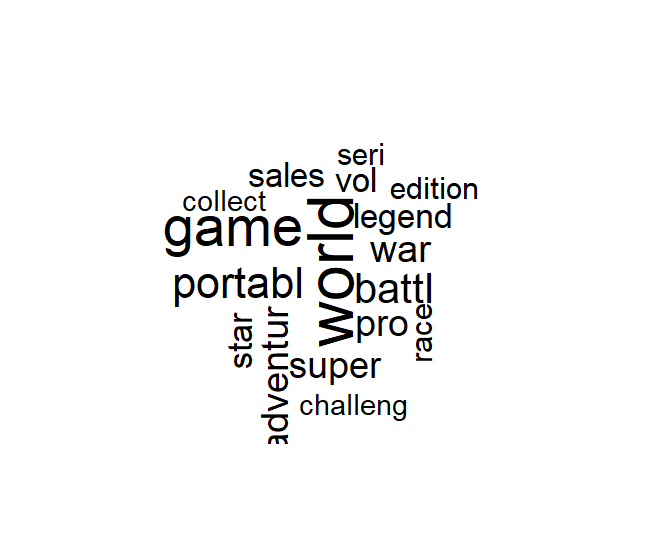 seri
sales
vol
edition
collect
game
world
legend
war
portabl
battl
star
adventur
pro
race
super
challeng